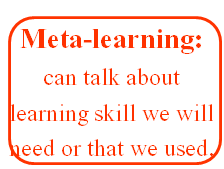 Meta-learning:
can talk about
learning skill we will
need or that we used.